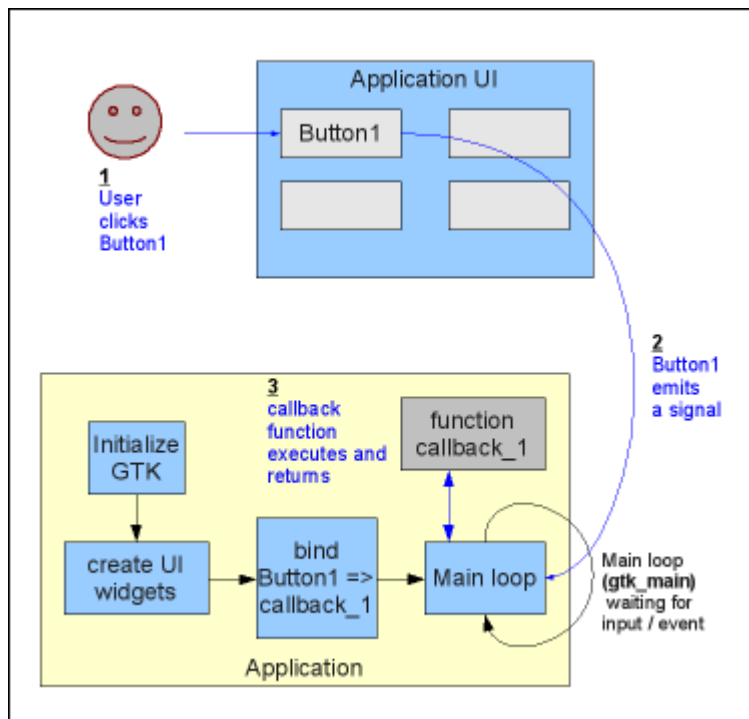 Application UI
Button1
1
User
clicks
Button1
2
Button1
emits
a signal
3
callback
function
executes and
returns
function
callback_1
Initialize
GTK
create UI
widgets
bind
Button1 =>
callback_1
Main loop
Main loop
(gtk_main)
waiting for
input / event
Application